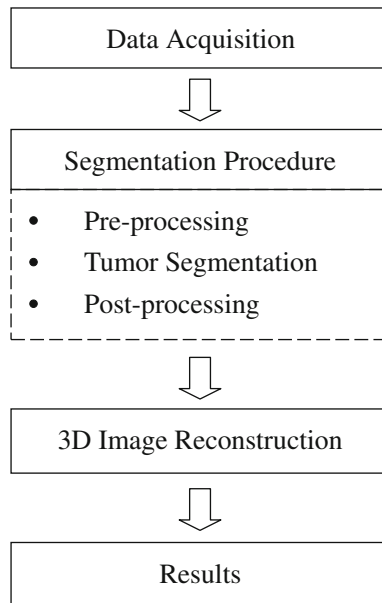 Data Acquisition
Segmentation Procedure
• Pre-processing
• Tumor Segmentation
• Post-processing
3D Image Reconstruction
Results